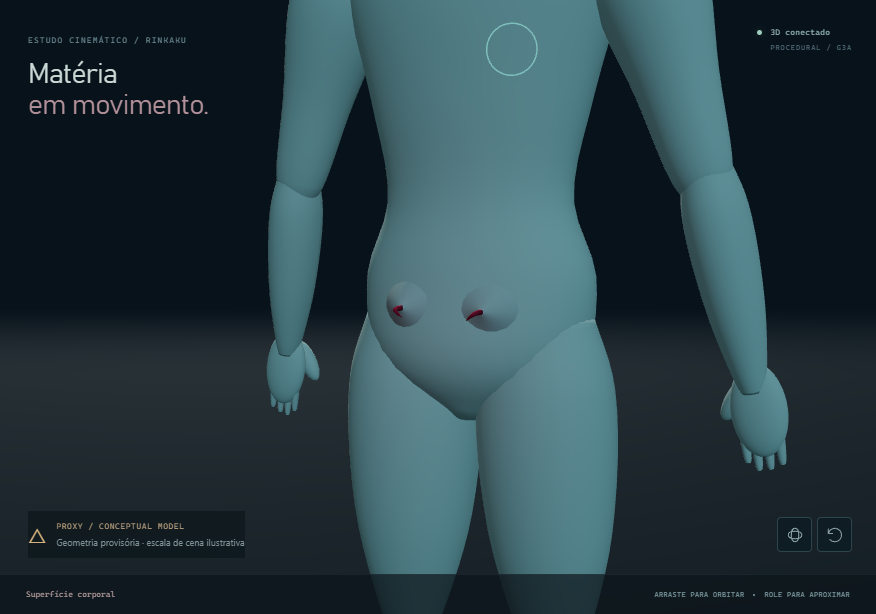 ESTUDO CINEMÁTICO / RINKAKU
Matéria
em movimento.
3D conectado
PROCEDURAL / G3A
PROXY / CONCEPTUAL MODEL
Geometria provisória · escala de cena ilustrativa
Superfície corporal
ARRASTE PARA ORBITAR • ROLE PARA APROXIMAR